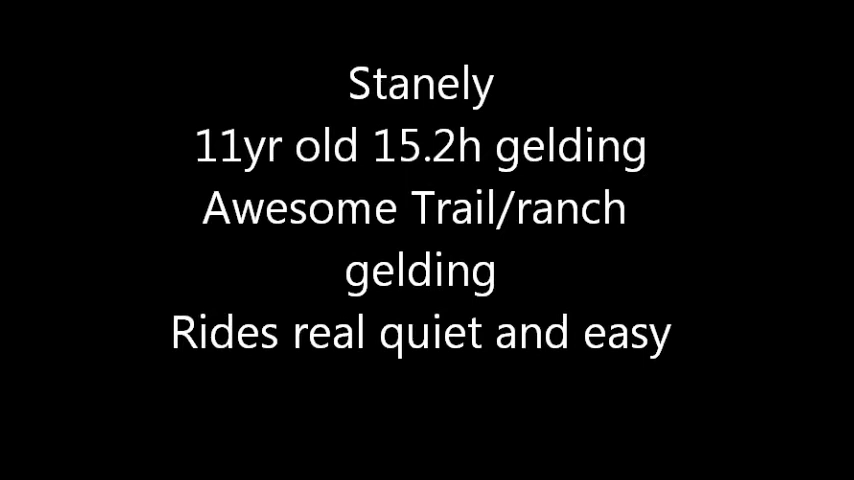 Stanely
11yr old 15.2h gelding
Awesome Trail/ranch
gelding
Rides real quiet and easy